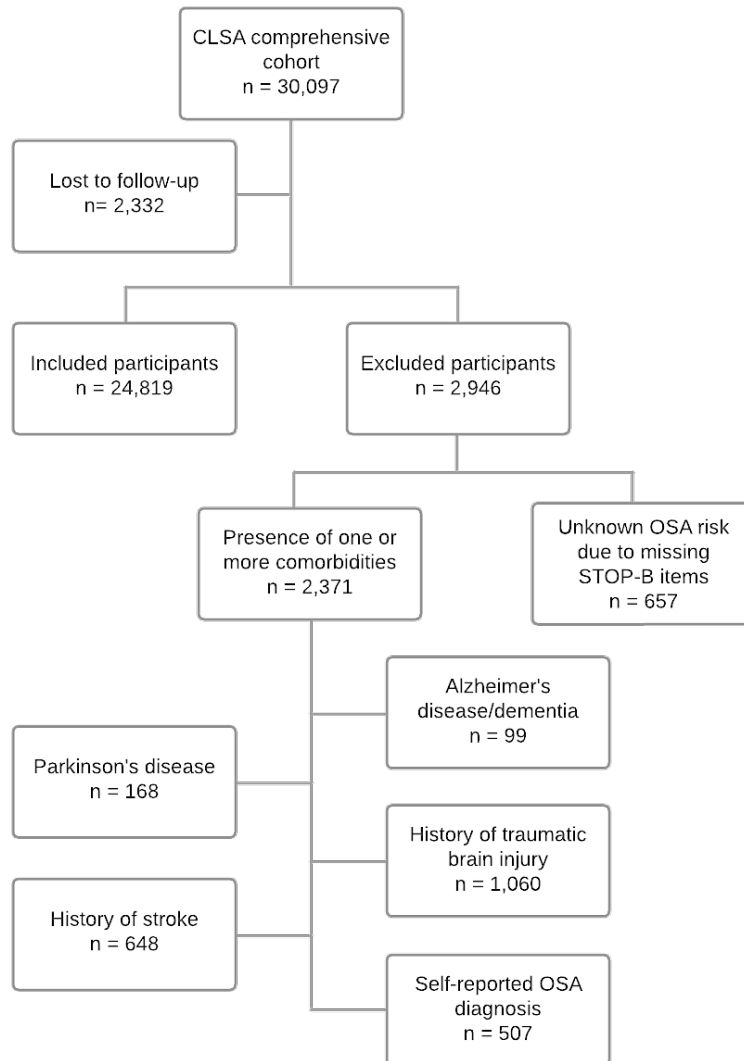 CLSA comprehensive
cohort
n = 30,097
Lost to follow-up
n= 2,332
Included participants
n = 24,819
Excluded participants
n = 2,946
Presence of one or
more comorbidities
n = 2,371
Unknown OSA risk
due to missing
STOP-B items
n = 657
Alzheimer's
disease/dementia
n = 99
Parkinson's disease
n = 168
History of traumatic
brain injury
n = 1,060
History of stroke
n = 648
Self-reported OSA
diagnosis
n = 507